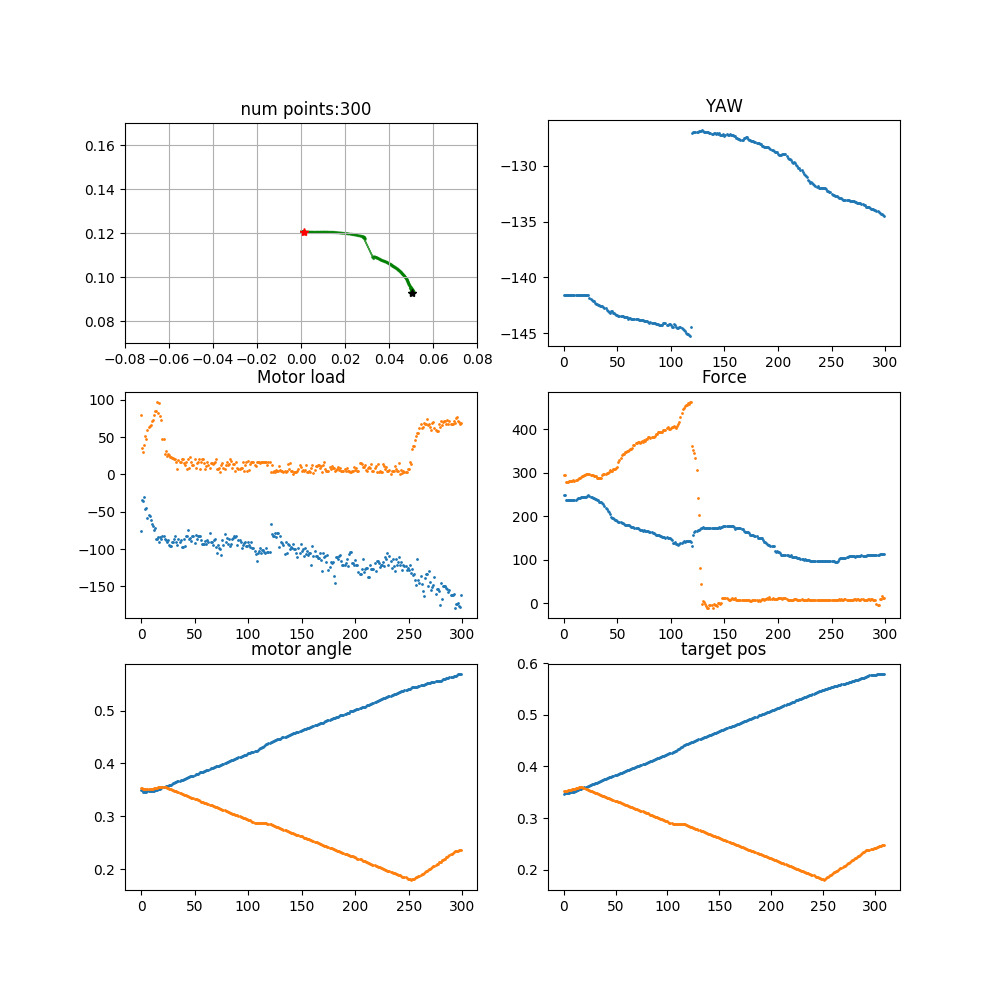 num points:300
0.16
0.14
0.12
0.10
0.08
−0.08 −0.06 −0.04 −0.02 0.00 0.02 0.04 0.06 0.08
YAW
−130
−135
−140
−145
0 50 100 150 200 250 300
Motor load
100
50
0
−50
−100
−150
0 50 100 150 200 250 300
Force
400
300
200
100
0
0 50 100 150 200 250 300
motor angle
0.5
0.4
0.3
0.2
0 50 100 150 200 250 300
target pos
0.6
0.5
0.4
0.3
0.2
0 50 100 150 200 250 300